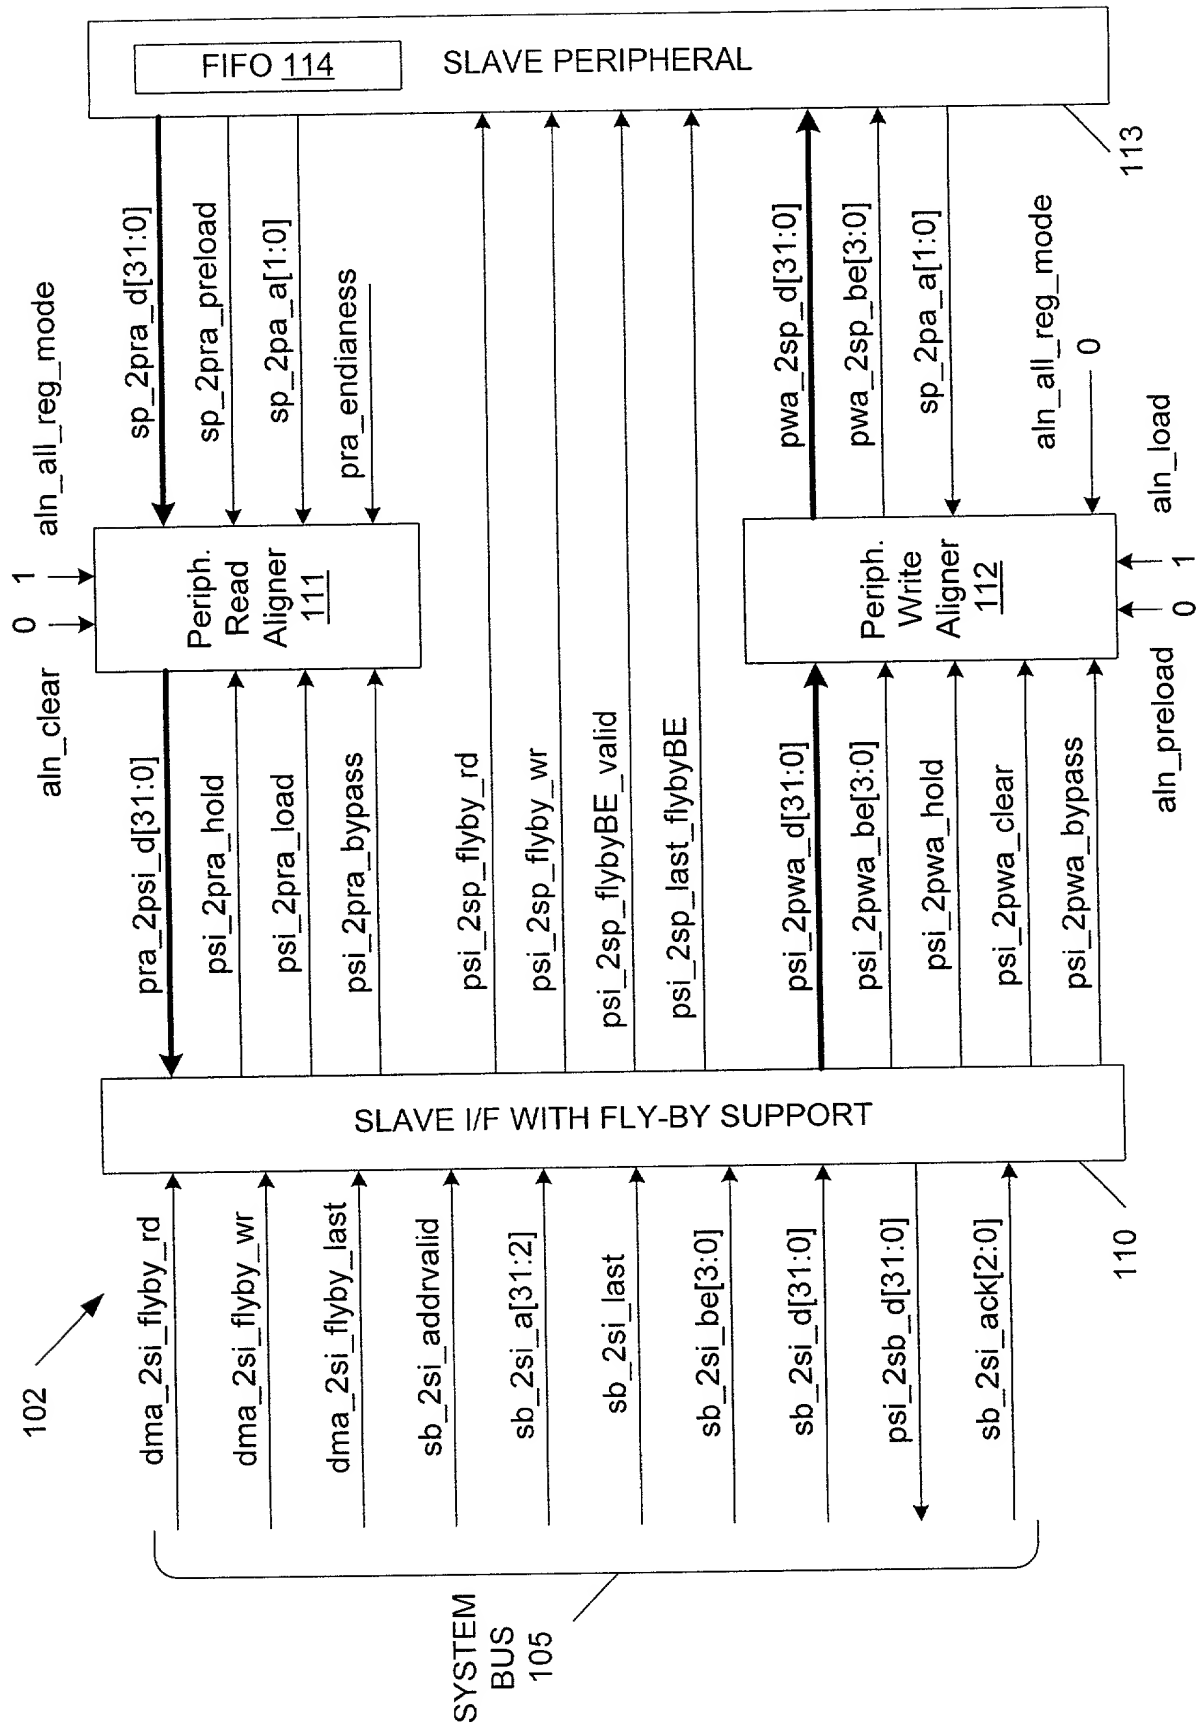 102
SYSTEM
BUS
105
dma_2si_flyby_rd
dma_2si_flyby_wr
dma_2si_flyby_last
sb_2si_addrvalid
sb_2si_a[31:2]
sb_2si_last
sb_2si_be[3:0]
sb_2si_d[31:0]
psi_2sb_d[31:0]
sb_2si_ack[2:0]
SLAVE I/F WITH FLY-BY SUPPORT
110
pra_2psi_d[31:0]
psi_2pra_hold
psi_2pra_load
psi_2pra_bypass
psi_2sp_flyby_rd
psi_2sp_flyby_wr
psi_2sp_flybyBE_valid
psi_2sp_last_flybyBE
psi_2pwa_d[31:0]
psi_2pwa_be[3:0]
psi_2pwa_hold
psi_2pwa_clear
psi_2pwa_bypass
aln_clear
0
1
aln_all_reg_mode
Periph.
Read
Aligner
111
Periph.
Write
Aligner
112
aln_preload
0
1
aln_load
sp_2pra_d[31:0]
sp_2pra_preload
sp_2pa_a[1:0]
pra_endianess
pwa_2sp_d[31:0]
pwa_2sp_be[3:0]
sp_2pa_a[1:0]
aln_all_reg_mode
0
FIFO 114
SLAVE PERIPHERAL
113